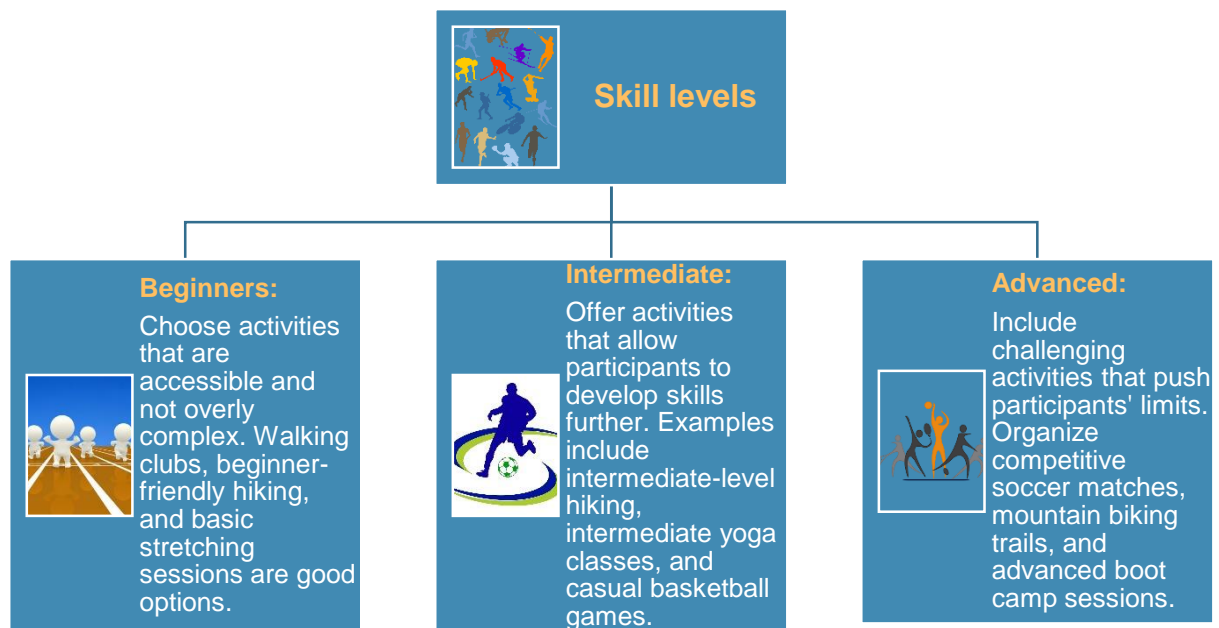 Skill levels
Beginners:
Choose activities
that are
accessible and
not overly
complex. Walking
clubs, beginner-
friendly hiking,
and basic
stretching
sessions are good
options.
Intermediate:
Offer activities
that allow
participants to
develop skills
further. Examples
include
intermediate-level
hiking,
intermediate yoga
classes, and
casual basketball
games.
Advanced:
Include
challenging
activities that push
participants' limits.
Organize
competitive
soccer matches,
mountain biking
trails, and
advanced boot
camp sessions.